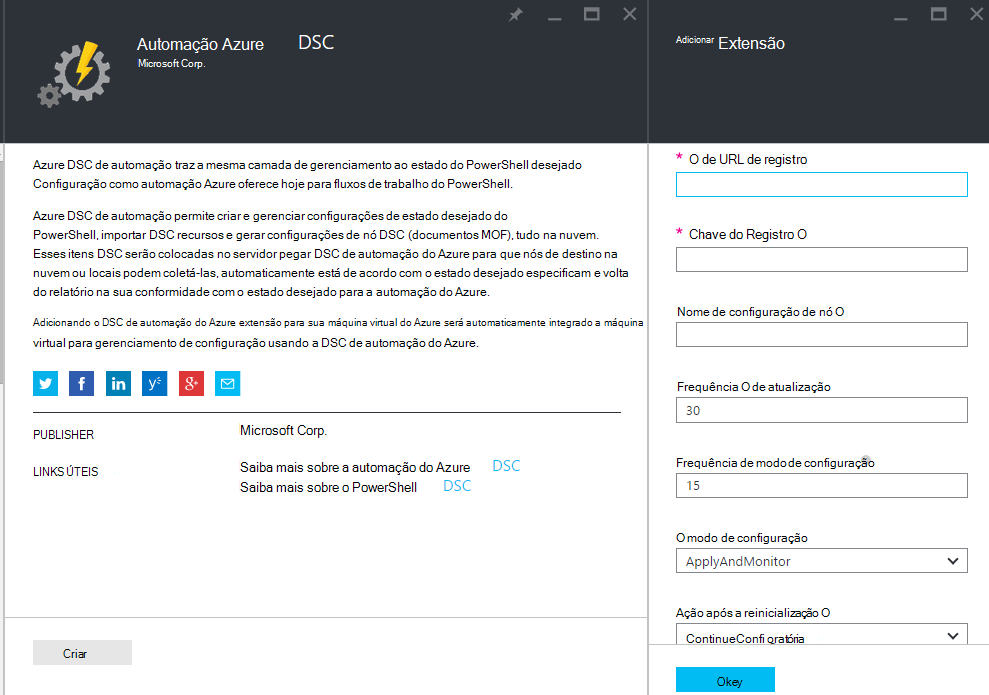 Automação Azure DSC
Microsoft Corp.
Azure DSC de automação traz a mesma camada de gerenciamento ao estado do PowerShell desejado
Configuração como automação Azure oferece hoje para fluxos de trabalho do PowerShell.
Azure DSC de automação permite criar e gerenciar configurações de estado desejado do
PowerShell, importar DSC recursos e gerar configurações de nó DSC (documentos MOF), tudo na nuvem.
Esses itens DSC serão colocadas no servidor pegar DSC de automação do Azure para que nós de destino na
nuvem ou locais podem coletá-las, automaticamente está de acordo com o estado desejado especificam e volta
do relatório na sua conformidade com o estado desejado para a automação do Azure.
Adicionando o DSC de automação do Azure extensão para sua máquina virtual do Azure será automaticamente integrado a máquina
virtual para gerenciamento de configuração usando a DSC de automação do Azure.
PUBLISHER
Microsoft Corp.
LINKS ÚTEIS
Saiba mais sobre a automação do Azure DSC
Saiba mais sobre o PowerShell DSC
Criar
Adicionar Extensão
* O de URL de registro
* Chave do Registro O
Nome de configuração de nó O
Frequência O de atualização
30
Frequência de modo de configuração
15
O modo de configuração
ApplyAndMonitor
Ação após a reinicialização O
ContinueConfiguratória
Okey